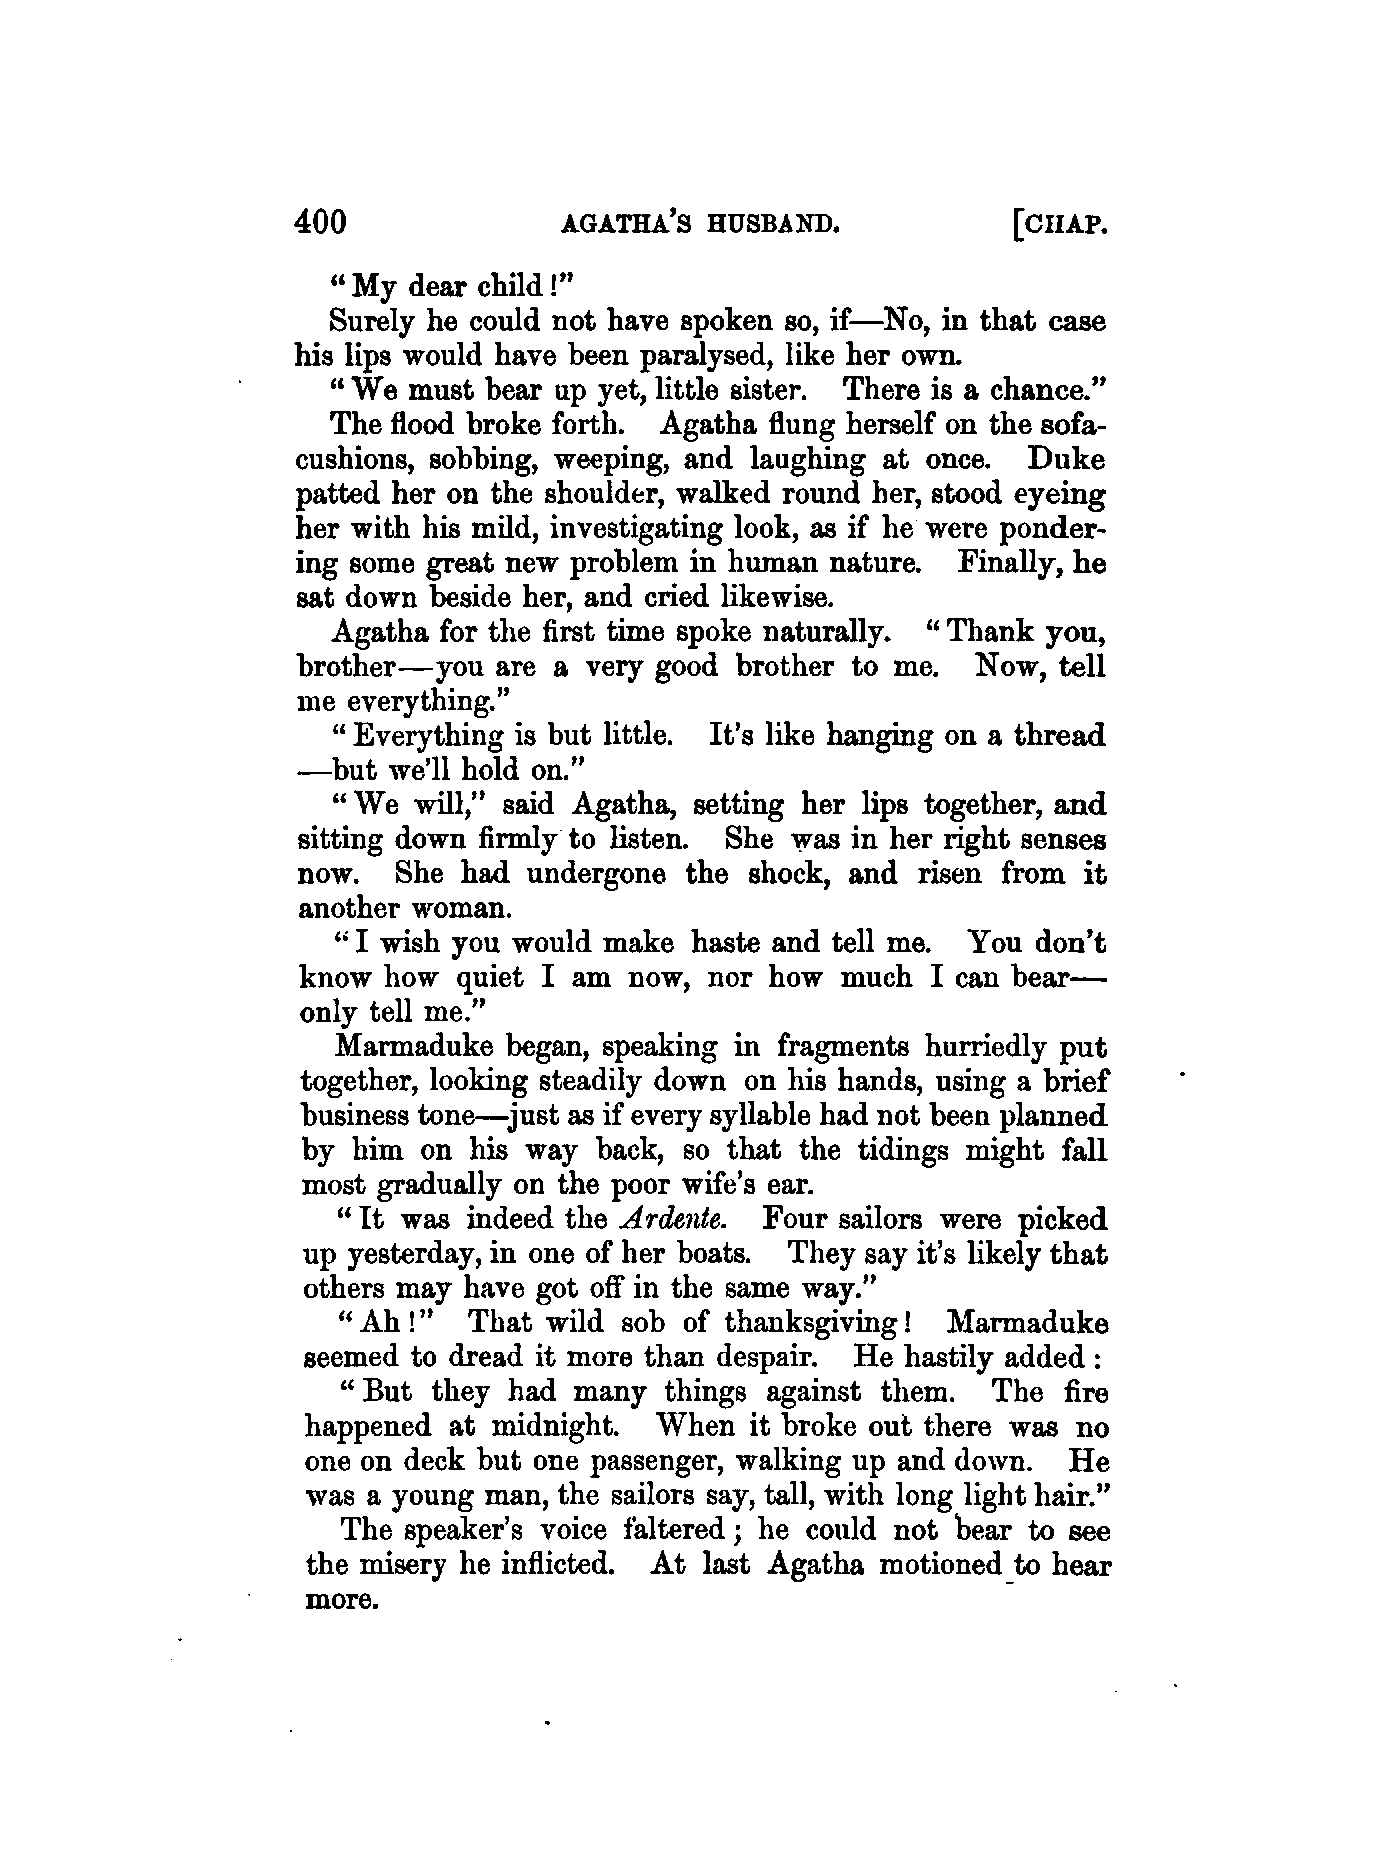 400 AGATHA'S HUSBAND. [CHAP.
"My dear child!"
Surely he could not have spoken so, if—No, in that case
his lips would have been paralysed, like her own.
"We must bear up yet, little sister. There is a chance."
The flood broke forth. Agatha flung herself on the sofa-
cushions, sobbing, weeping, and laughing at once. Duke
patted her on the shoulder, walked round her, stood eyeing
her with his mild, investigating look, as if he were ponder-
ing some great new problem in human nature. Finally, he
sat down beside her, and cried likewise.
Agatha for the first time spoke naturally. "Thank you,
brother—you are a very good brother to me. Now, tell
me everything."
"Everything is but little. It's like hanging on a thread
—but we'll hold on."
"We will," said Agatha, setting her lips together, and
sitting down firmly to listen. She was in her right senses
now. She had undergone the shock, and risen from it
another woman.
"I wish you would make haste and tell me. You don't
know how quiet I am now, nor how much I can bear—
only tell me."
Marmaduke began, speaking in fragments hurriedly put
together, looking steadily down on his hands, using a brief
business tone—just as if every syllable had not been planned
by him on his way back, so that the tidings might fall
most gradually on the poor wife's ear.
"It was indeed the Ardente. Four sailors were picked
up yesterday, in one of her boats. They say it's likely that
others may have got off in the same way."
"Ah!" That wild sob of thanksgiving! Marmaduke
seemed to dread it more than despair. He hastily added:
"But they had many things against them. The fire
happened at midnight. When it broke out there was no
one on deck but one passenger, walking up and down. He
was a young man, the sailors say, tall, with long light hair."
The speaker's voice faltered; he could not bear to see
the misery he inflicted. At last Agatha motioned to hear
more.